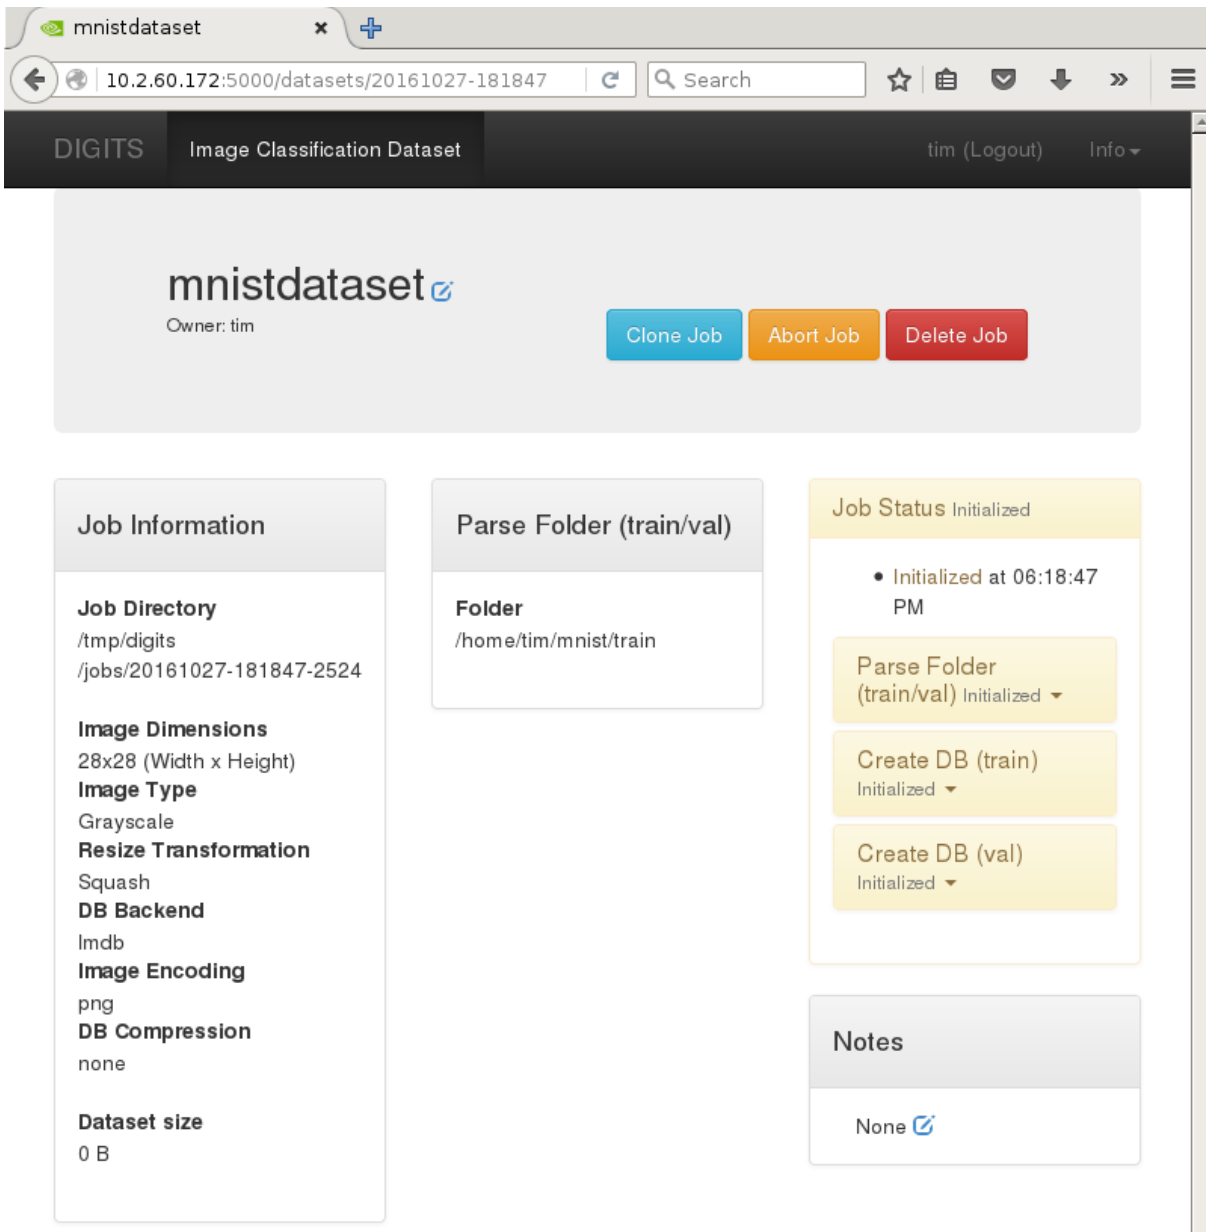 mnistdataset
10.2.60.172:5000/datasets/20161027-181847
Search
DIGITS
Image Classification Dataset
tim (Logout)
Info
mnistdataset
Owner: tim
Clone Job
Abort Job
Delete Job
Job Information
Job Directory
/tmp/digits
/jobs/20161027-181847-2524
Image Dimensions
28x28 (Width x Height)
Image Type
Grayscale
Resize Transformation
Squash
DB Backend
lmdb
Image Encoding
png
DB Compression
none
Dataset size
0 B
Parse Folder (train/val)
Folder
/home/tim/mnist/train
Job Status Initialized
Initialized at 06:18:47
PM
Parse Folder
(train/val) Initialized
Create DB (train)
Initialized
Create DB (val)
Initialized
Notes
None